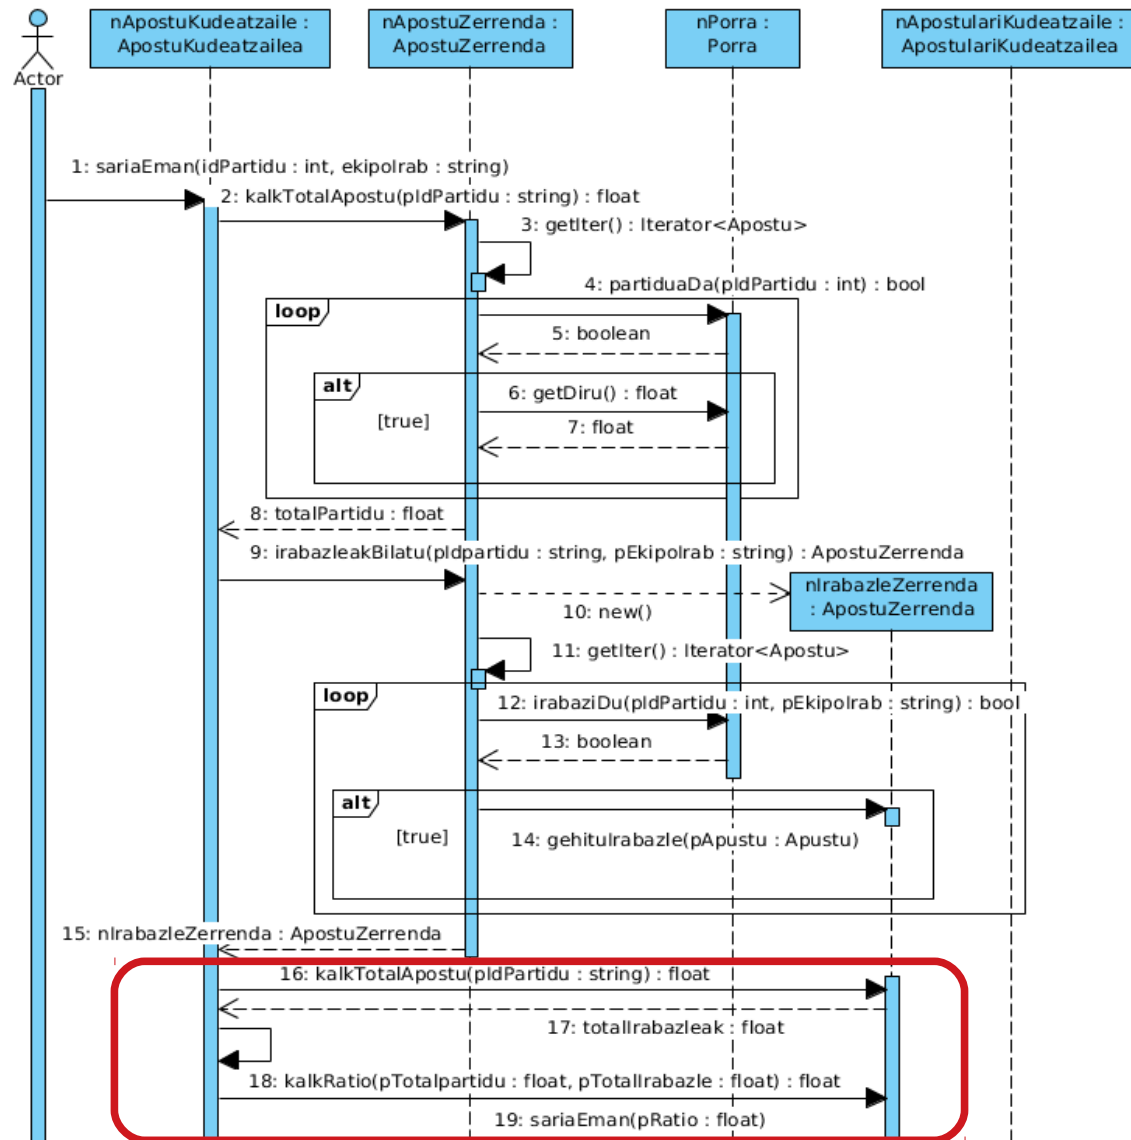 nApostuKudeatzaile :
ApostuKudeatzailea
nApostuZerrenda :
ApostuZerrenda
nPorra :
Porra
nApostulariKudeatzaile :
ApostulariKudeatzailea
Actor
1: sariaEman(idPartidu : int, ekipoIrab : string)
2: kalkTotalApostu(pIdPartidu : string) : float
3: getIter() : Iterator<Apostu>
4: partiduaDa(pIdPartidu : int) : bool
loop
5: boolean
alt
6: getDiru() : float
[true]
7: float
8: totalPartidu : float
9: irabazleakBilatu(pIdpartidu : string, pEkipoIrab : string) : ApostuZerrenda
nIrabazleZerrenda
: ApostuZerrenda
10: new()
11: getIter() : Iterator<Apostu>
loop
12: irabaziDu(pIdPartidu : int, pEkipoIrab : string) : bool
13: boolean
alt
[true]
14: gehituIrabazle(pApustu : Apustu)
15: nIrabazleZerrenda : ApostuZerrenda
16: kalkTotalApostu(pIdPartidu : string) : float
17: totalIrabazleak : float
18: kalkRatio(pTotalpartidu : float, pTotalIrabazle : float) : float
19: sariaEman(pRatio : float)